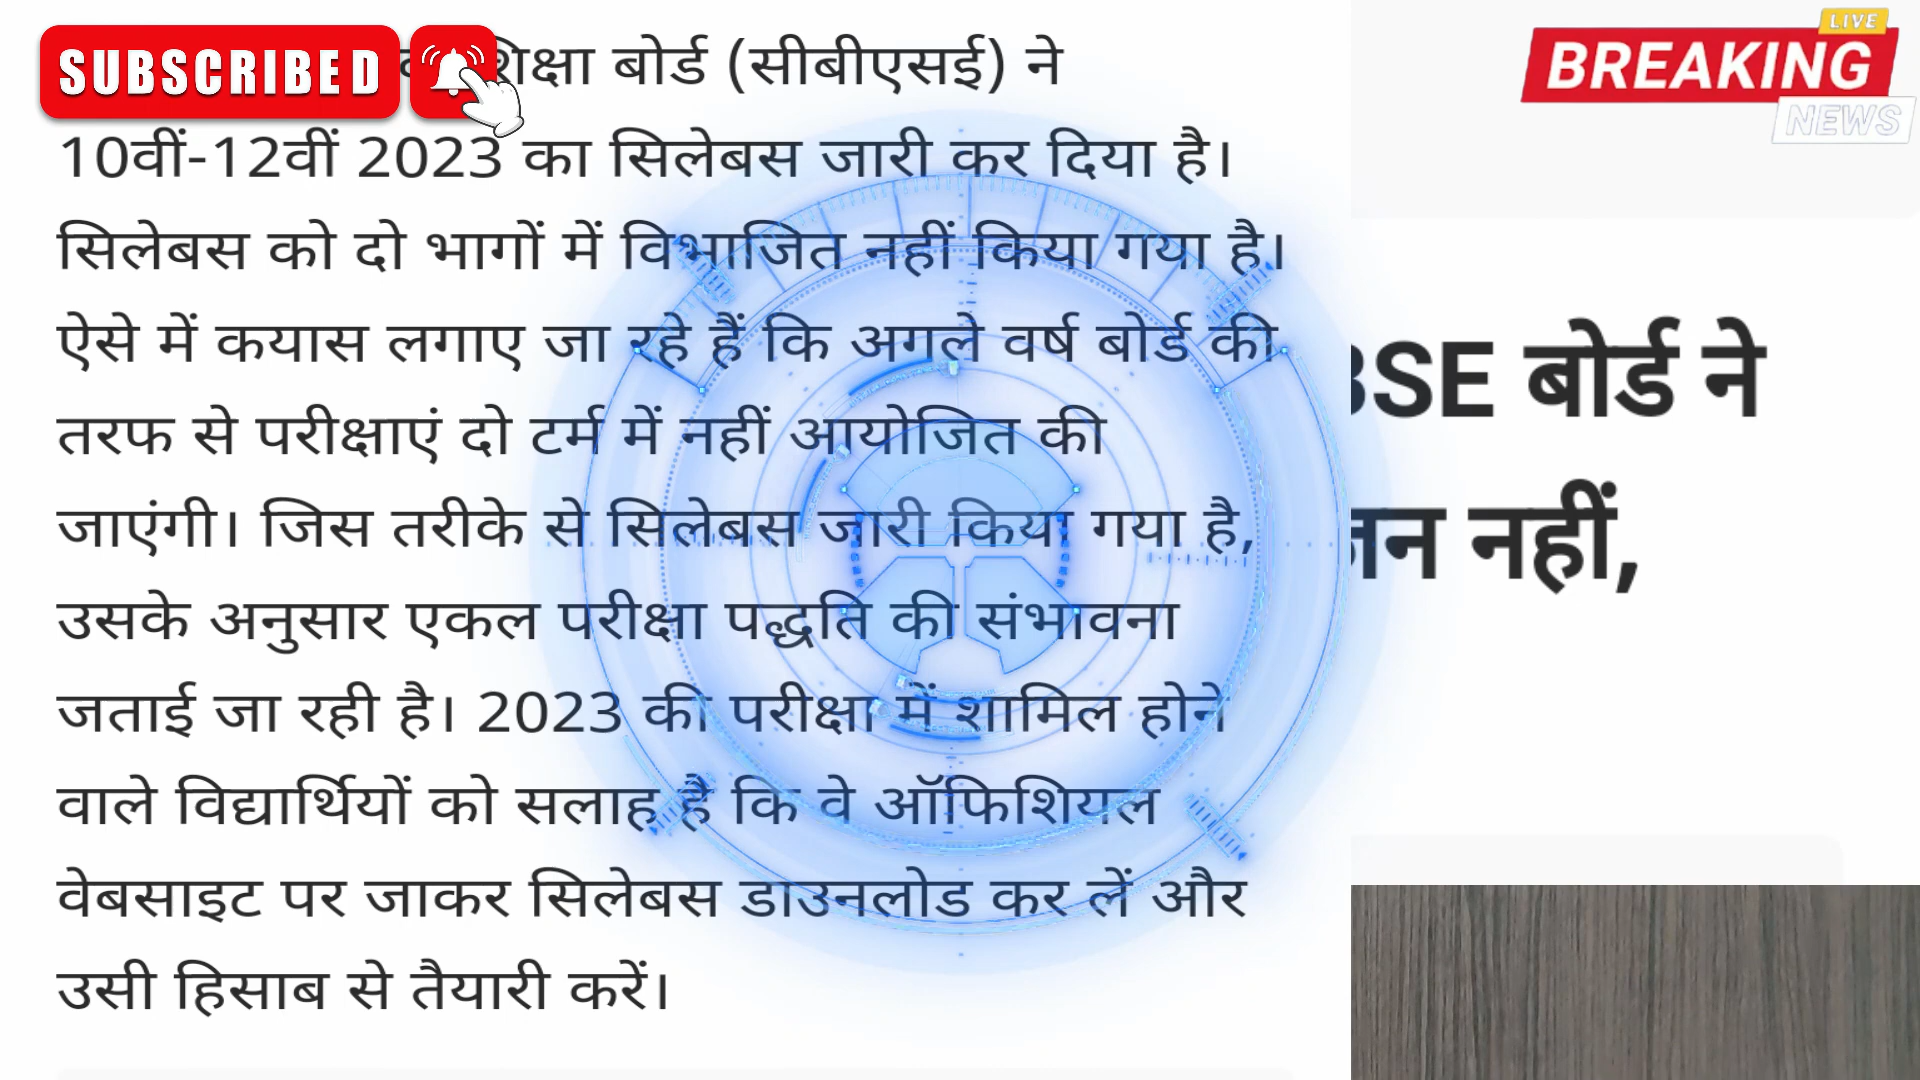 SUBSCRIBED
शिक्षा बोर्ड (सीबीएसई) ने
10वीं-12वीं 2023 का सिलेबस जारी कर दिया है।
सिलेबस को दो भागों में विभाजित नहीं किया गया है।
ऐसे में कयास लगाए जा रहे हैं कि अगले वर्ष बोर्ड की
तरफ से परीक्षाएं दो टर्म में नहीं आयोजित की
जाएंगी। जिस तरीके से सिलेबस जारी किया गया है,
उसके अनुसार एकल परीक्षा पद्धति की संभावना
जताई जा रही है। 2023 की परीक्षा में शामिल होने
वाले विद्यार्थियों को सलाह है कि वे ऑफिशियल
वेबसाइट पर जाकर सिलेबस डाउनलोड कर लें और
उसी हिसाब से तैयारी करें।
LIVE
BREAKING
NEWS
BSE बोर्ड ने
नहीं,